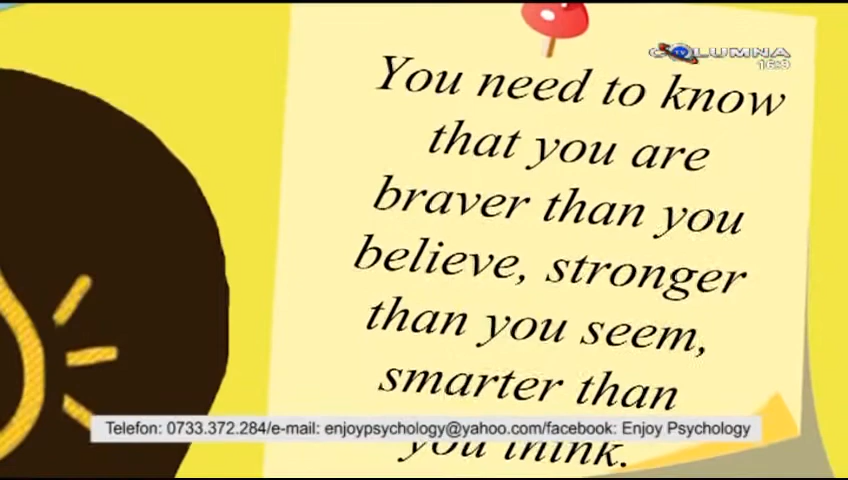 COLUMNA
TV
16:9
You need to know
that you are
braver than you
believe, stronger
than you seem,
smarter than
you think.
Telefon: 0733.372.284/e-mail: enjoypsychology@yahoo.com/facebook: Enjoy Psychology